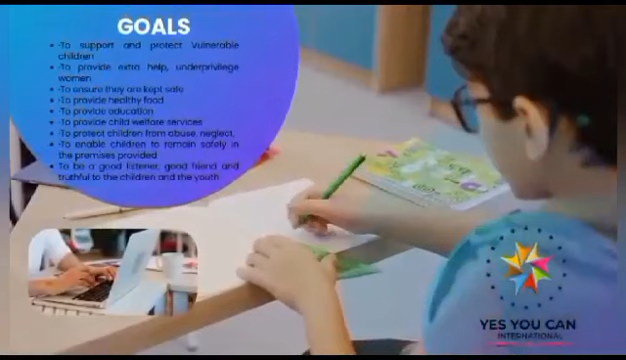 GOALS
• -To support and protect Vulnerable
children
• -To provide extra help, underprivilege
women
• -To ensure they are kept safe
• -To provide healthy food
• -To provide education
• -To provide child welfare services
• -To protect children from abuse, neglect,
• -To enable children to remain safely in
the premises provided
• To be a good listener, good friend and
truthful to the children and the youth
YES YOU CAN
INTERNATIONAL